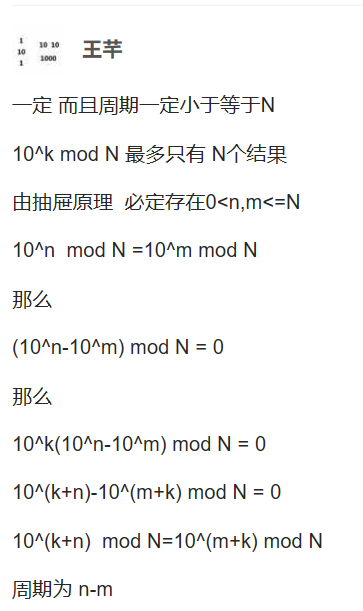 1
10 10 10
1 1000
王芊
一定 而且周期一定小于等于N
10^k mod N 最多只有 N个结果
由抽屉原理  必定存在0<n,m<=N
10^n  mod N =10^m mod N
那么
(10^n-10^m) mod N = 0
那么
10^k(10^n-10^m) mod N = 0
10^(k+n)-10^(m+k) mod N = 0
10^(k+n)  mod N=10^(m+k) mod N
周期为 n-m